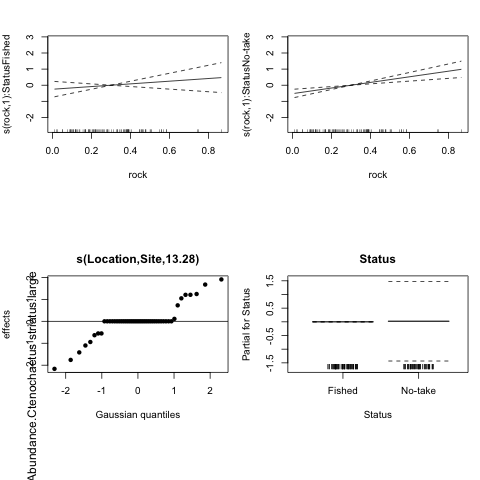 s(rock,1):StatusFished
3
2
1
0
-2
0.0 0.2 0.4 0.6 0.8
rock
s(rock,1):StatusNo-take
3
2
1
0
-2
0.0 0.2 0.4 0.6 0.8
rock
s(Location,Site,13.28)
effects
-2 -1 0 1 2
Gaussian quantiles
Status
Partial for Status
1.5
0.5
-1.5
Fished No-take
Status